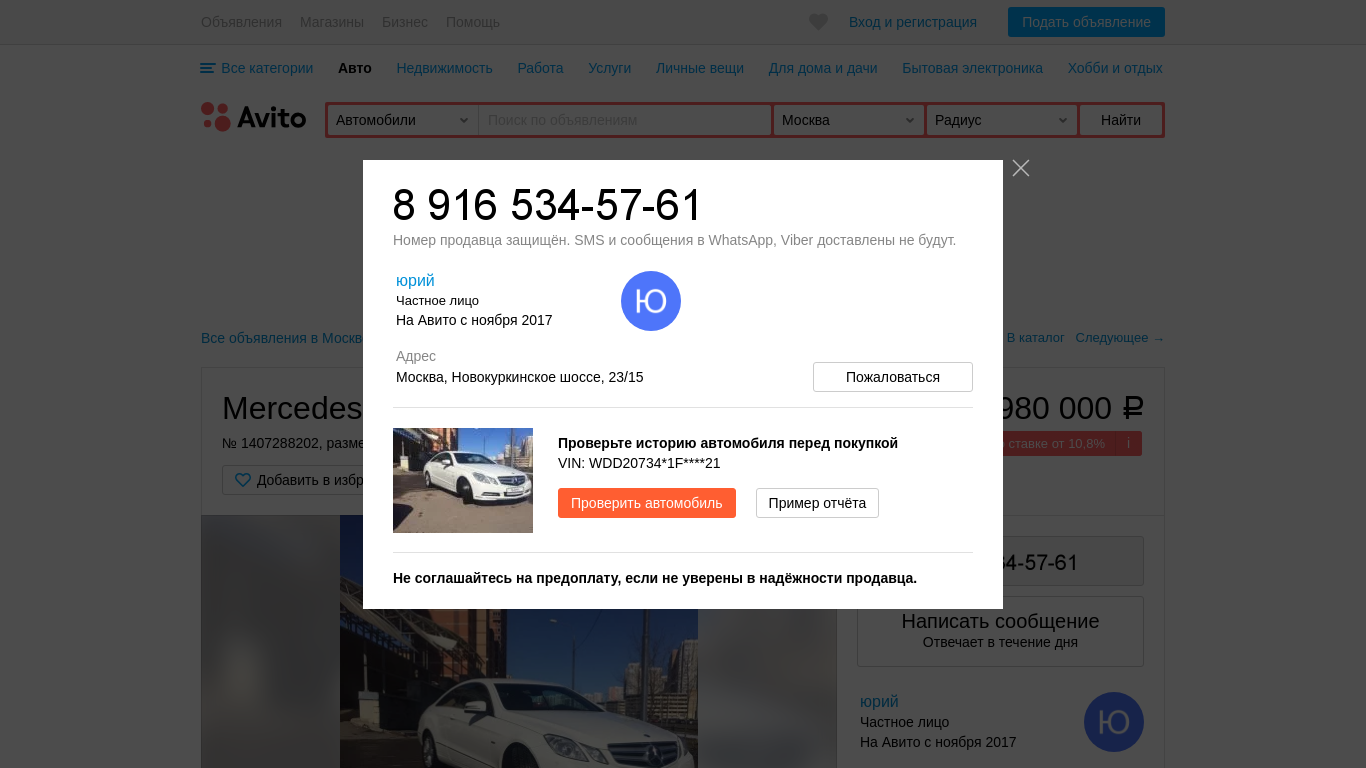 Объявления Магазины Бизнес Помощь Вход и регистрация Подать объявление
Все категории Авто Недвижимость Работа Услуги Личные вещи Для дома и дачи Бытовая электроника Хобби и отдых
Avito Автомобили Поиск по объявлениям Москва Радиус Найти
8 916 534-57-61
Номер продавца защищён. SMS и сообщения в WhatsApp, Viber доставлены не будут.
юрий
Ю
Частное лицо
На Авито с ноября 2017
Все объявления в Москв В каталог Следующее →
Адрес
Москва, Новокуркинское шоссе, 23/15
Пожаловаться
Mercedes 980 000 ₽
№ 1407288202, разме ставке от 10,8% i
Добавить в избр
Проверьте историю автомобиля перед покупкой
VIN: WDD20734*1F****21
Проверить автомобиль Пример отчёта
4-57-61
Не соглашайтесь на предоплату, если не уверены в надёжности продавца.
Написать сообщение
Отвечает в течение дня
юрий
Ю
Частное лицо
На Авито с ноября 2017